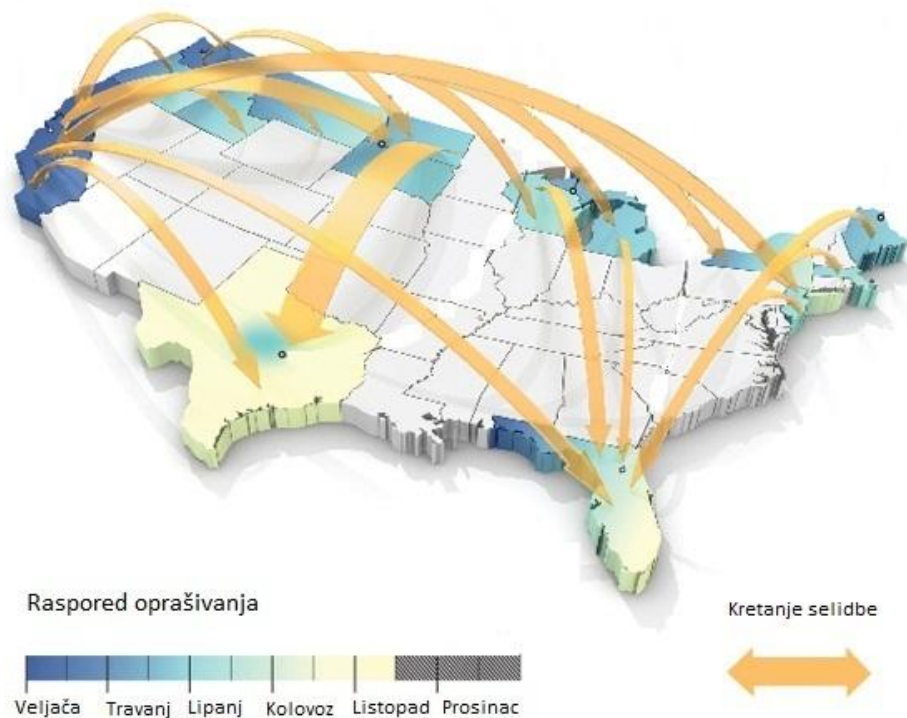 Raspored oprašivanja
Kretanje selidbe
Veljača Travanj Lipanj Kolovoz Listopad Prosinac